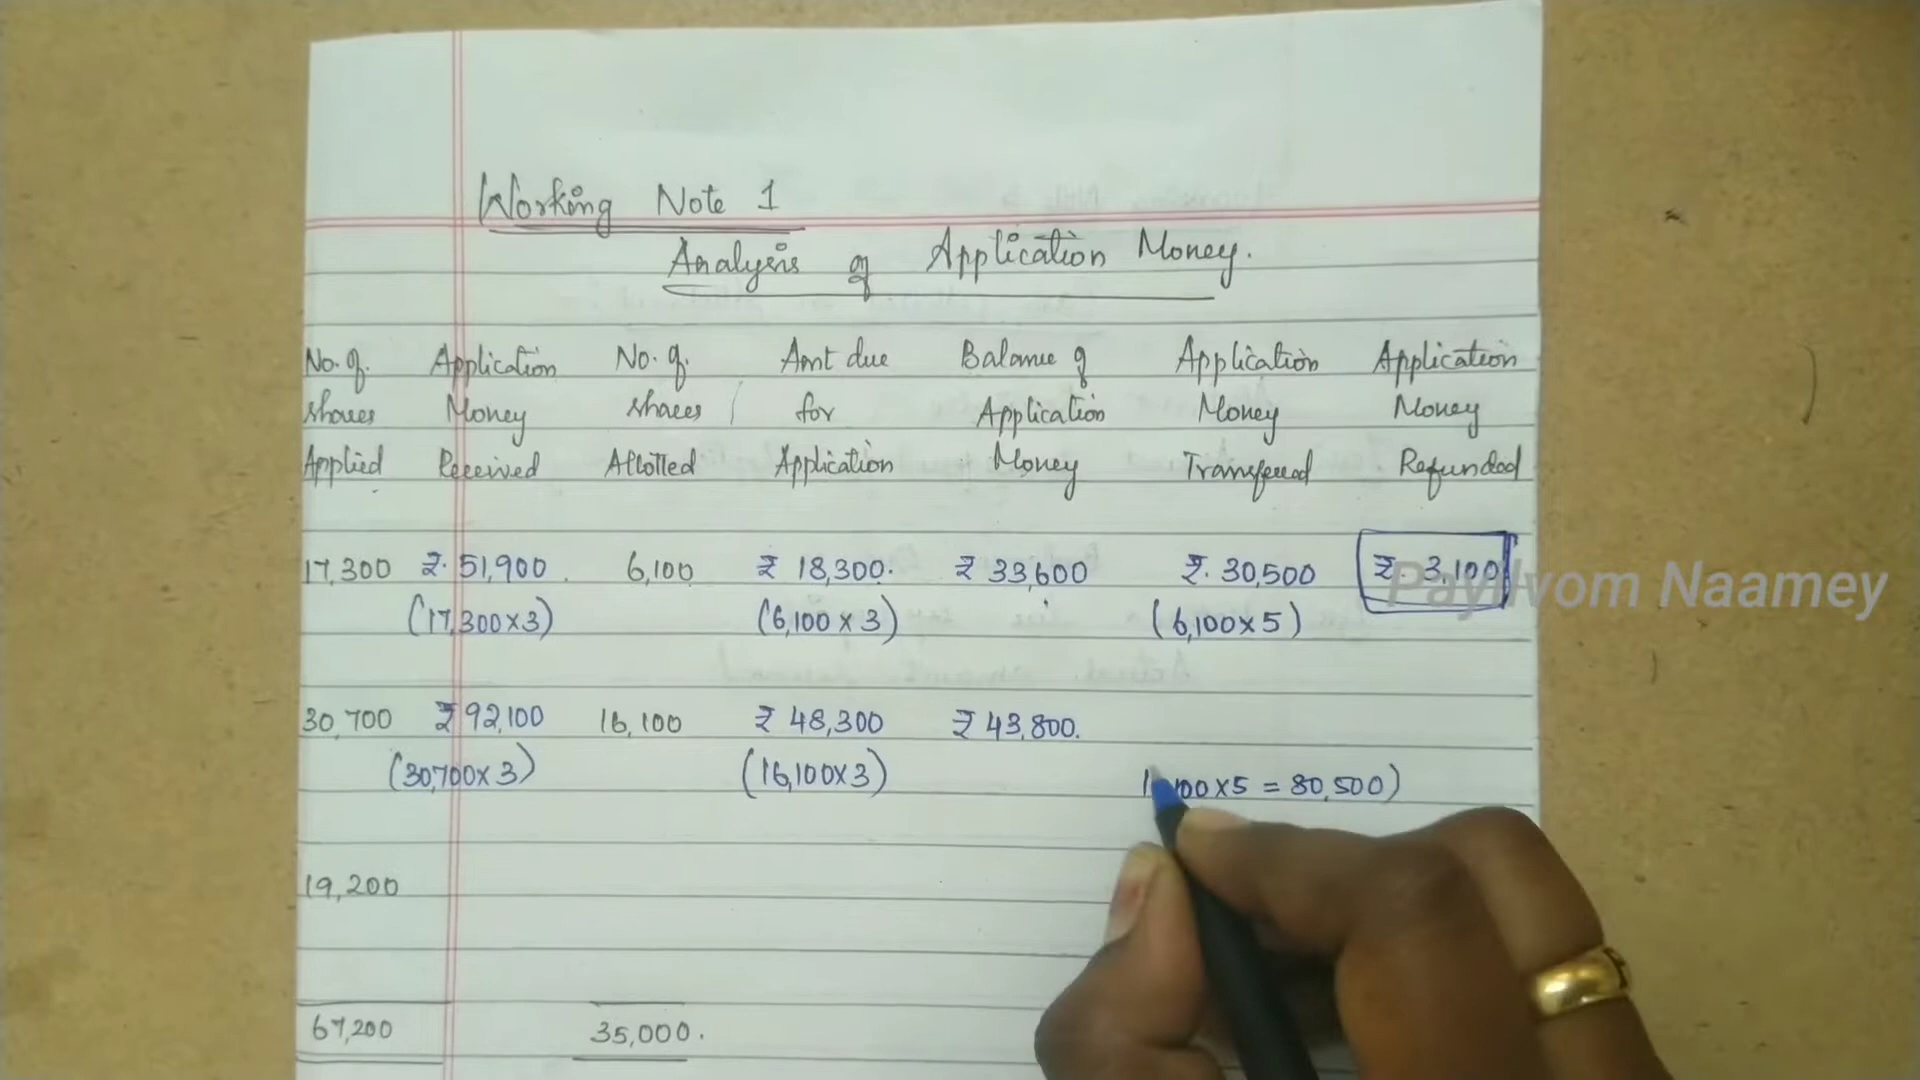 Working Note 1
Analysis of Application Money.
No. of. Application No. of. Amt due Balance of Application Application
shares Money shares for Application Money Money
Applied Received Allotted Application Money Transferred Refunded
17,300 ₹. 51,900. 6,100 ₹ 18,300. ₹ 33,600 ₹. 30,500 ₹. 3,100
(17,300x3) (6,100 x 3) (6,100x5)
PayIvom Naamey
30,700 ₹ 92,100 16,100 ₹ 48,300 ₹ 43,800.
(30,700x3) (16,100x3) 100x5 = 80,500)
19,200
67,200 35,000.